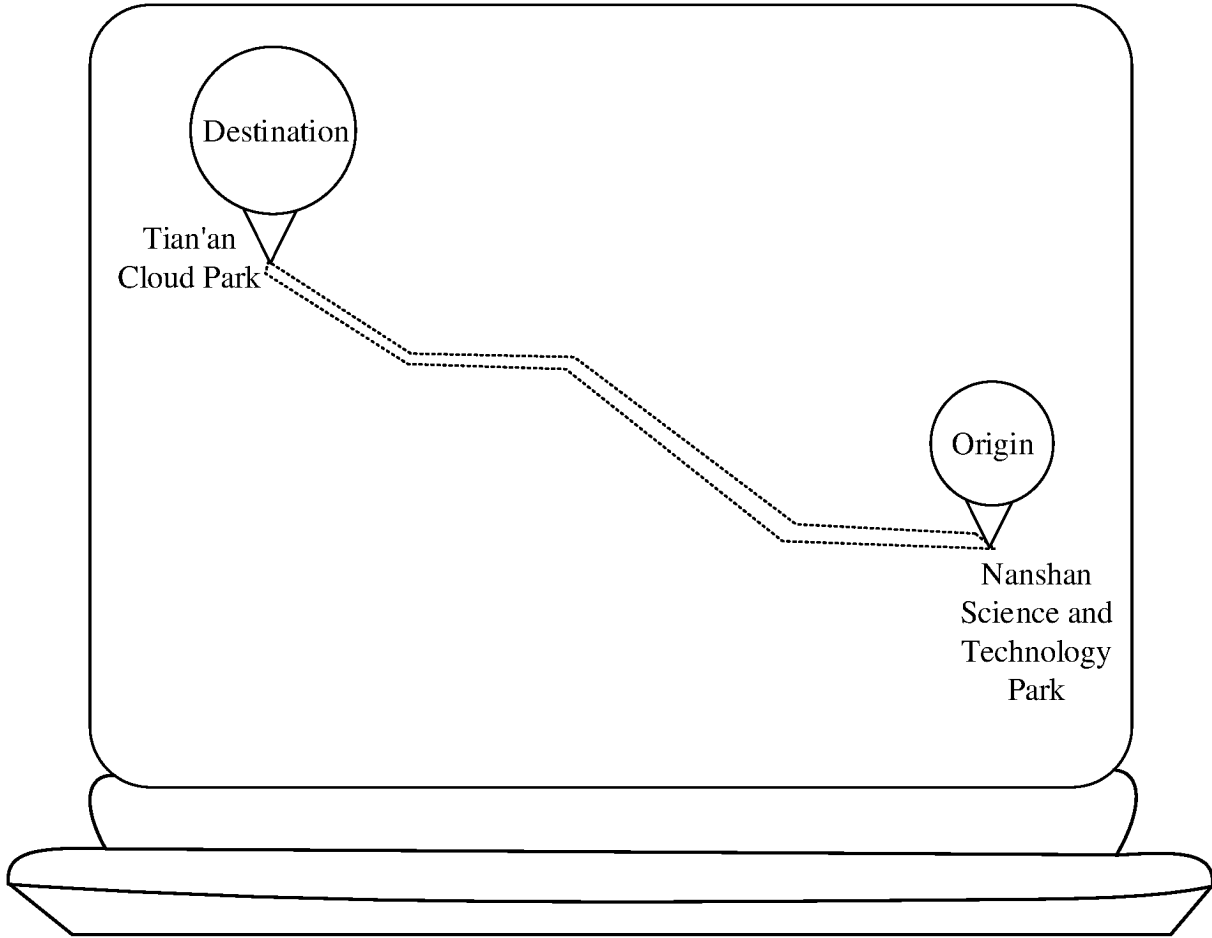 Destination
Tian'an
Cloud Park
Origin
Nanshan
Science and
Technology
Park